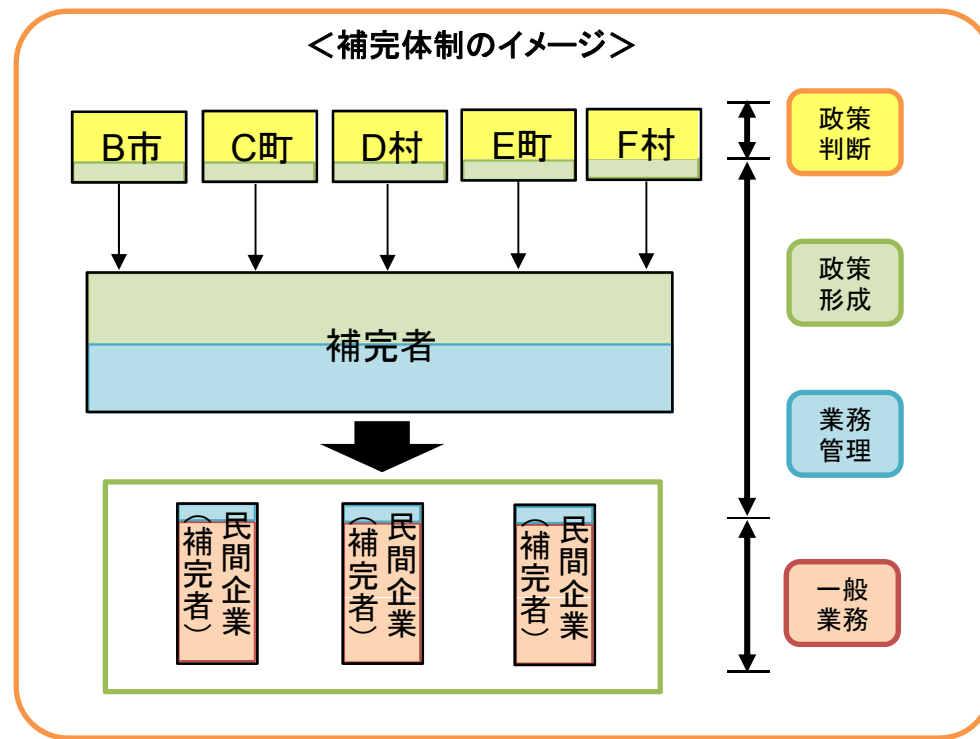 ＜補完体制のイメージ＞
B市
C町
D村
E町
F村
補完者
民間企業
（補完者）
民間企業
（補完者）
民間企業
（補完者）
政策
判断
政策
形成
業務
管理
一般
業務